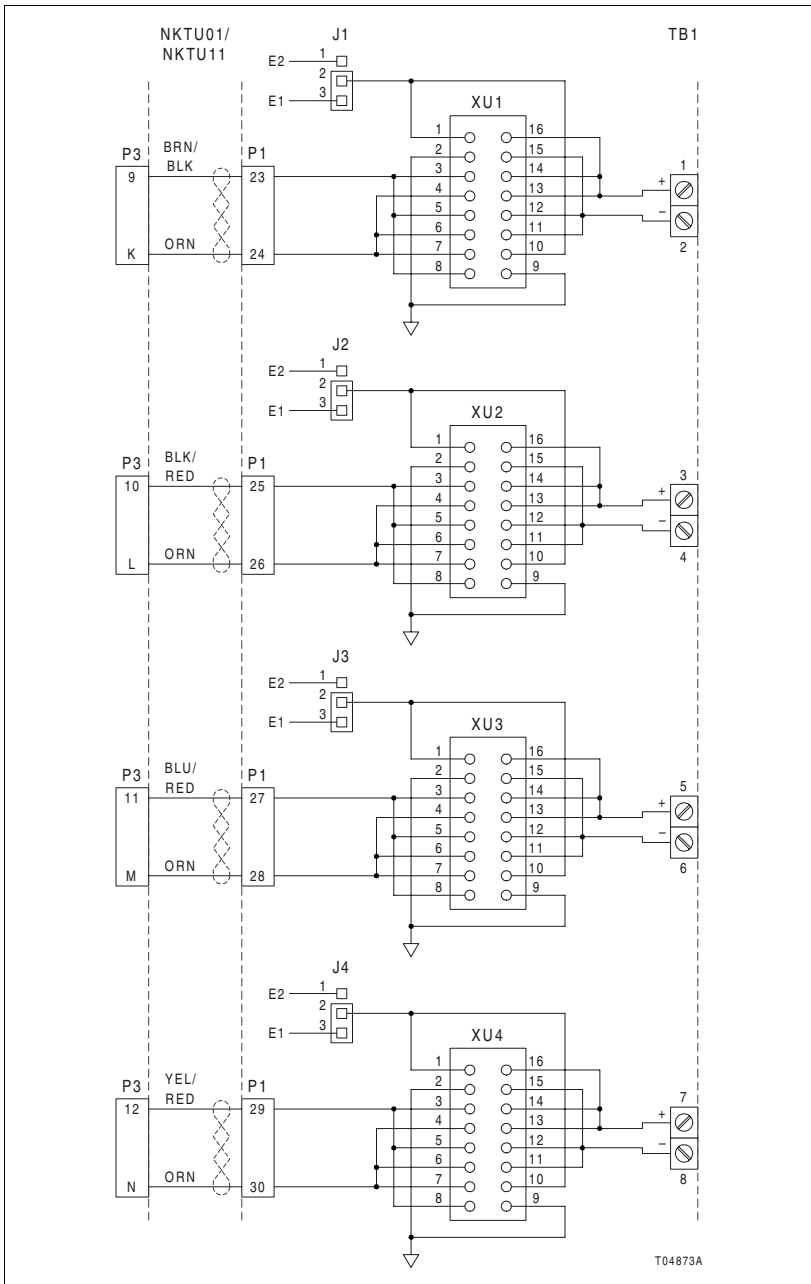 NKTU01/ J1 TB1
NKTU11
E2 1
2
E1 3
XU1
1 16
2 15
3 14
4 13
5 12
6 11
7 10
8 9
P3 BRN/ P1
9 BLK 23
K ORN 24
1
+
−
2
J2
E2 1
2
E1 3
XU2
1 16
2 15
3 14
4 13
5 12
6 11
7 10
8 9
P3 BLK/ P1
10 RED 25
L ORN 26
3
+
−
4
J3
E2 1
2
E1 3
XU3
1 16
2 15
3 14
4 13
5 12
6 11
7 10
8 9
P3 BLU/ P1
11 RED 27
M ORN 28
5
+
−
6
J4
E2 1
2
E1 3
XU4
1 16
2 15
3 14
4 13
5 12
6 11
7 10
8 9
P3 YEL/ P1
12 RED 29
N ORN 30
7
+
−
8
T04873A